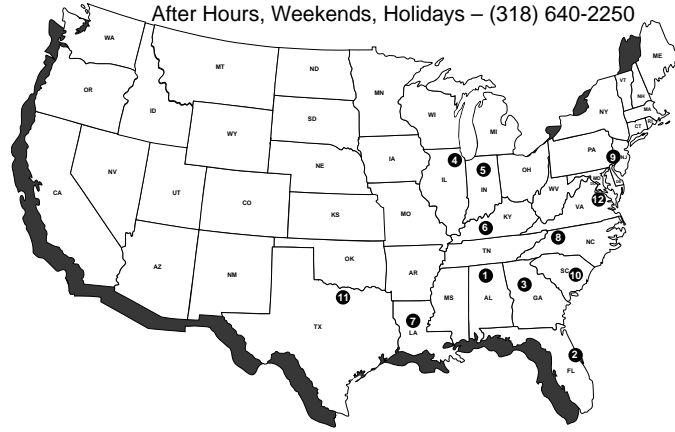 After Hours, Weekends, Holidays – (318) 640-2250
WA
ME
MT
ND
VT
MN
NH
OR
ID
WI
NY
MA
SD
WY
MI
CT
RI
IA
PA
9
NJ
NE
4
5
OH
NV
IL
IN
MD
UT
CO
WV
12
CA
KS
MO
KY
VA
6
8
NC
TN
OK
AZ
NM
AR
SC
10
11
1
3
MS
AL
GA
TX
7
LA
2
FL